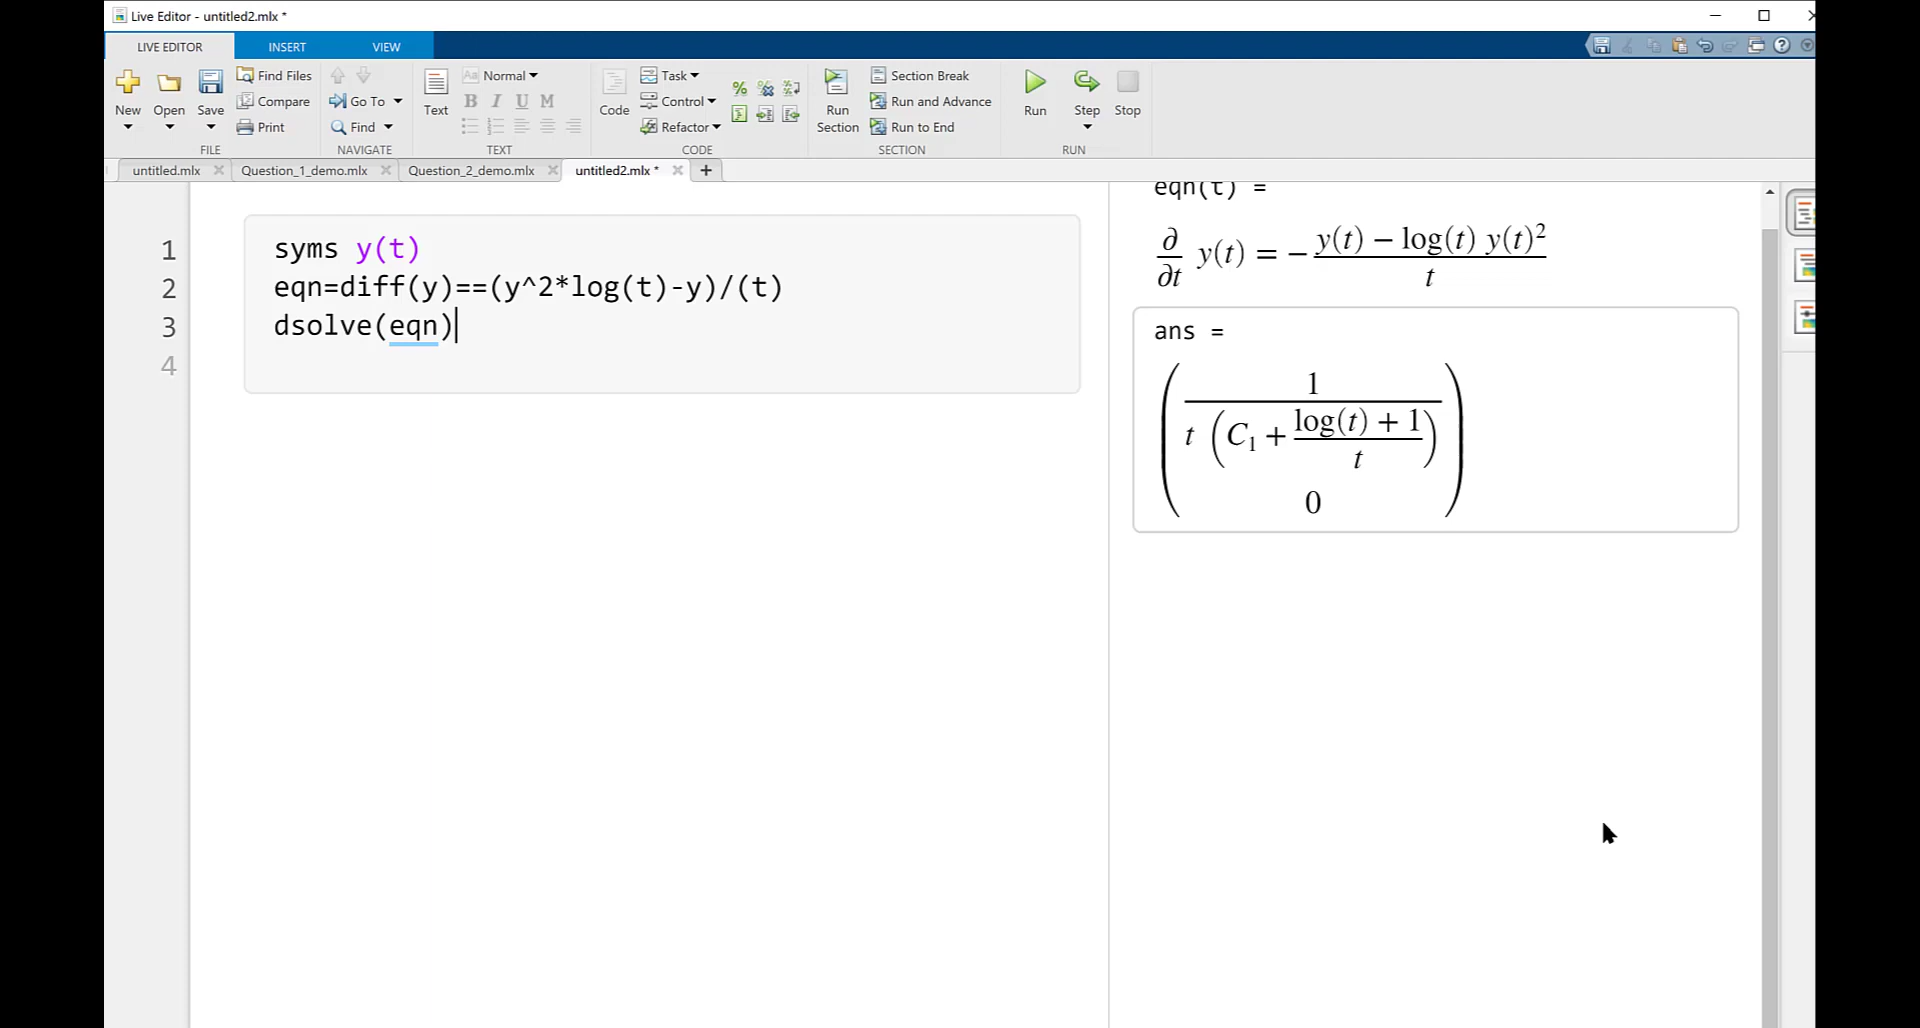 Live Editor - untitled2.mlx *
LIVE EDITOR INSERT VIEW
New
Open
Save
Find Files
Compare
Print
FILE
Go To
Find
NAVIGATE
Text
Aa Normal
B I U M
TEXT
Code
Task
Control
Refactor
CODE
Run
Section
Section Break
Run and Advance
Run to End
SECTION
Run
Step
Stop
RUN
untitled.mlx
Question_1_demo.mlx
Question_2_demo.mlx
untitled2.mlx *
1 syms y(t)
2 eqn=diff(y)==(y^2*log(t)-y)/(t)
3 dsolve(eqn)
4
eqn(t) =
∂/∂t y(t) = −(y(t) − log(t) y(t)²)/t
ans =
1/(t (C₁ + (log(t) + 1)/t))
0